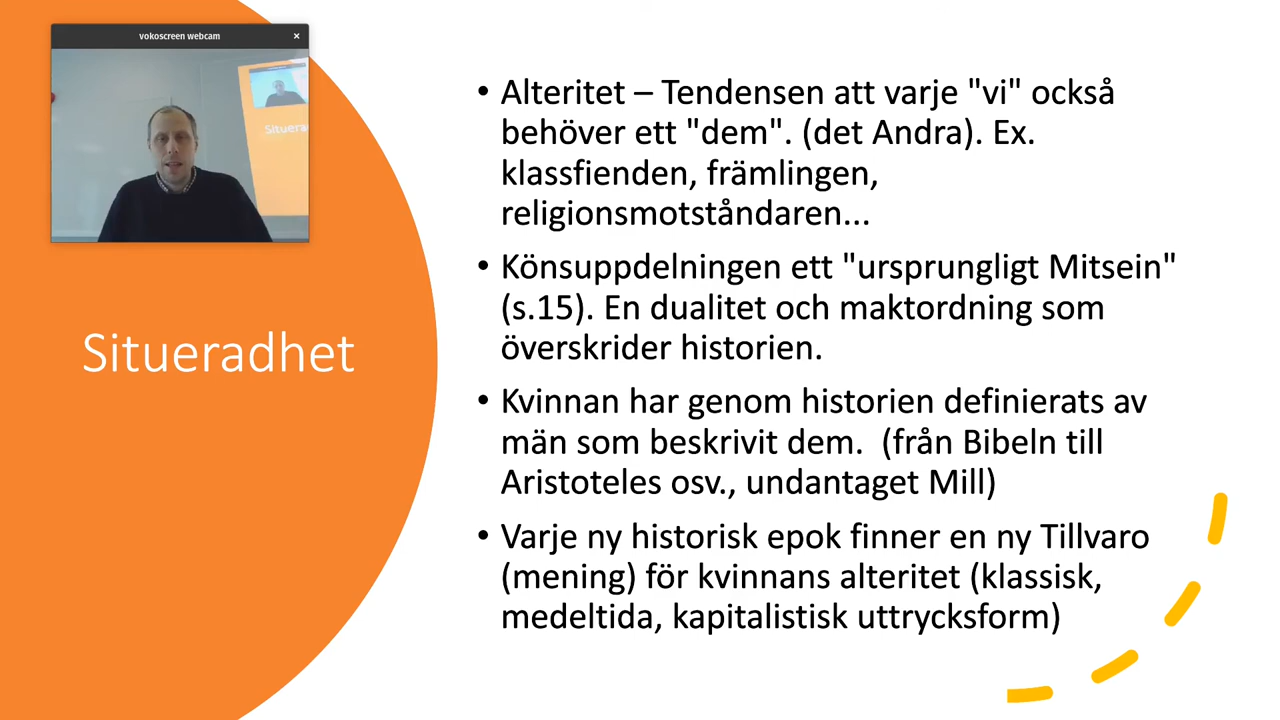 vokoscreen webcam
Situera
Situeradhet
• Alteritet – Tendensen att varje "vi" också
behöver ett "dem". (det Andra). Ex.
klassfienden, främlingen,
religionsmotståndaren...
• Könsuppdelningen ett "ursprungligt Mitsein"
(s.15). En dualitet och maktordning som
överskrider historien.
• Kvinnan har genom historien definierats av
män som beskrivit dem.  (från Bibeln till
Aristoteles osv., undantaget Mill)
• Varje ny historisk epok finner en ny Tillvaro
(mening) för kvinnans alteritet (klassisk,
medeltida, kapitalistisk uttrycksform)